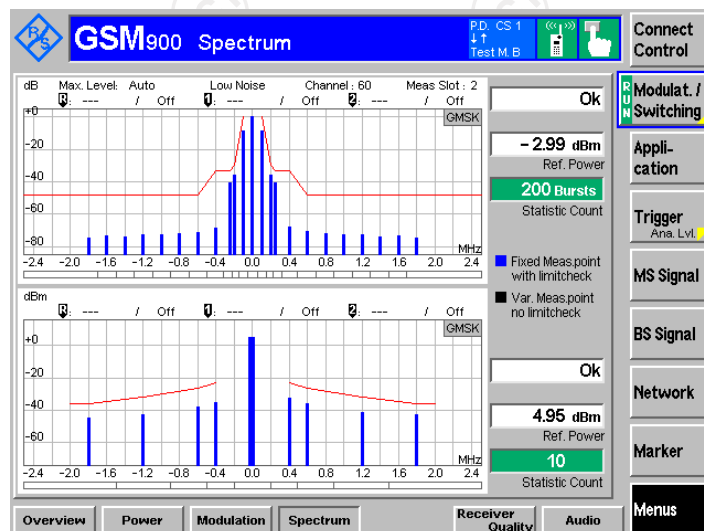 R&S
GSM900 Spectrum
P.D. CS 1
Test M. B
Connect Control
dB Max. Level: Auto Low Noise Channel : 60 Meas Slot : 2
R: --- / Off 1: --- / Off 2: --- / Off
GMSK
+0
-20
-40
-60
-80
MHz
-2.4 -2.0 -1.6 -1.2 -0.8 -0.4 0.0 0.4 0.8 1.2 1.6 2.0 2.4
Ok
-2.99 dBm
Ref. Power
200 Bursts
Statistic Count
Fixed Meas.point
with limitcheck
Var. Meas.point
no limitcheck
dBm
R: --- / Off 1: --- / Off 2: --- / Off
GMSK
+0
-20
-40
-60
MHz
-2.4 -2.0 -1.6 -1.2 -0.8 -0.4 0.0 0.4 0.8 1.2 1.6 2.0 2.4
Ok
4.95 dBm
Ref. Power
10
Statistic Count
RUN
Modulat. /
Switching
Appli-
cation
Trigger
Ana. Lvl.
MS Signal
BS Signal
Network
Marker
Menus
Overview
Power
Modulation
Spectrum
Receiver
Quality
Audio